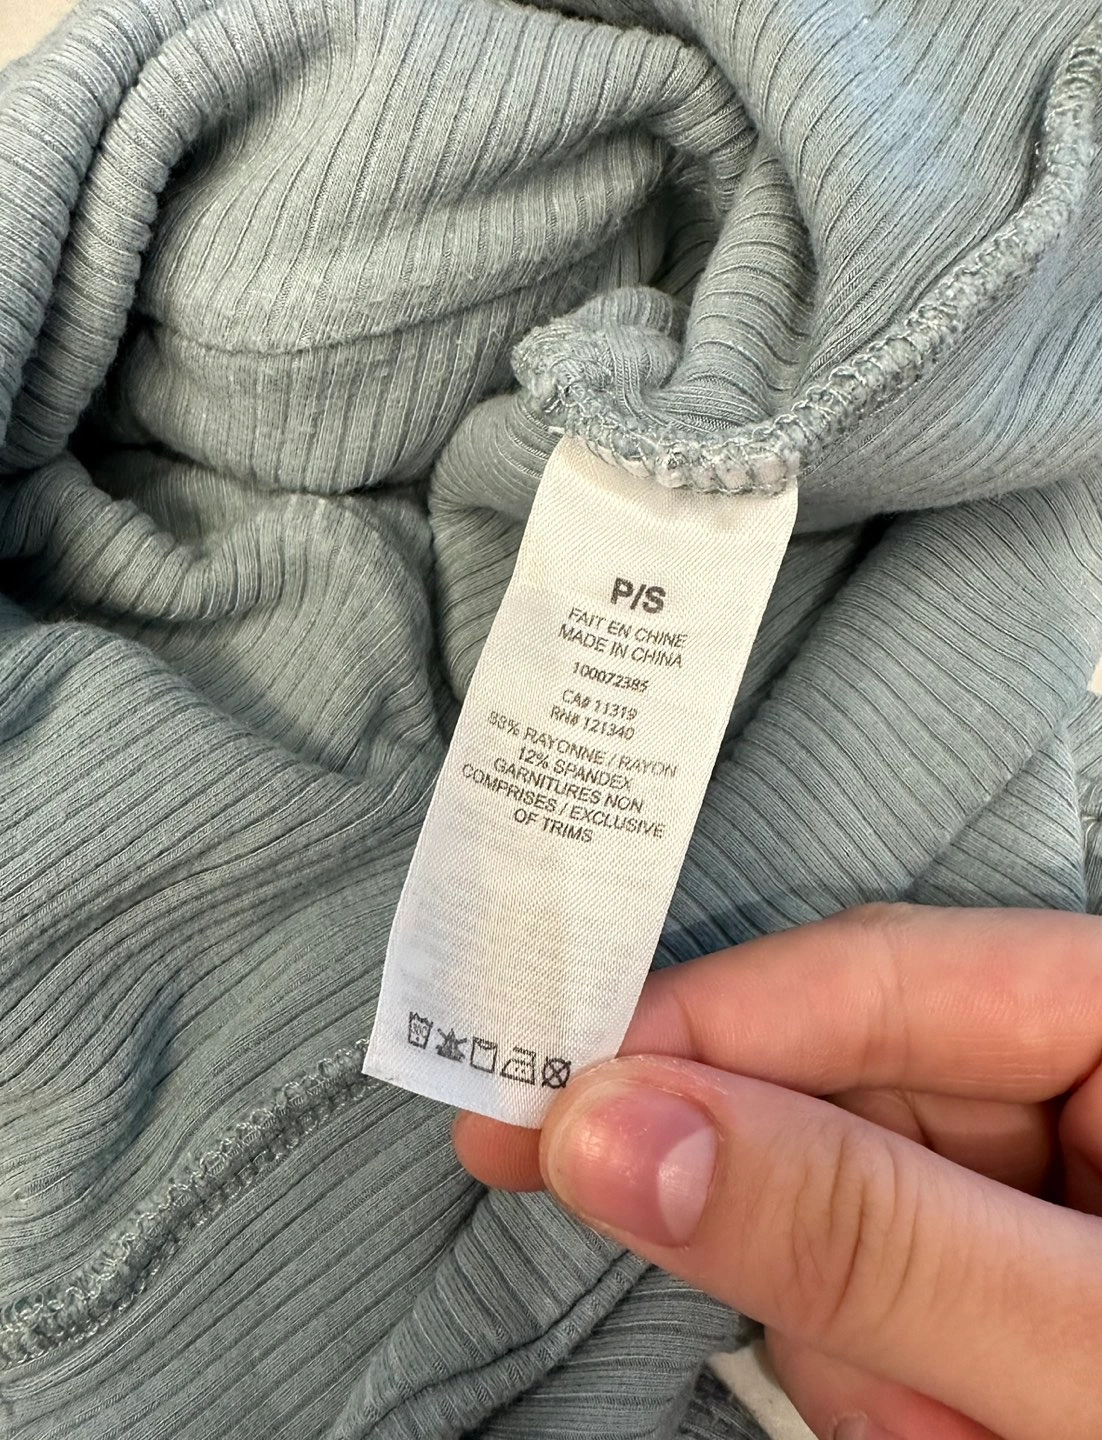 P/S
FAIT EN CHINE
MADE IN CHINA
100072385
CA# 11319
RN# 121340
88% RAYONNE / RAYON
12% SPANDEX
GARNITURES NON
COMPRISES / EXCLUSIVE
OF TRIMS